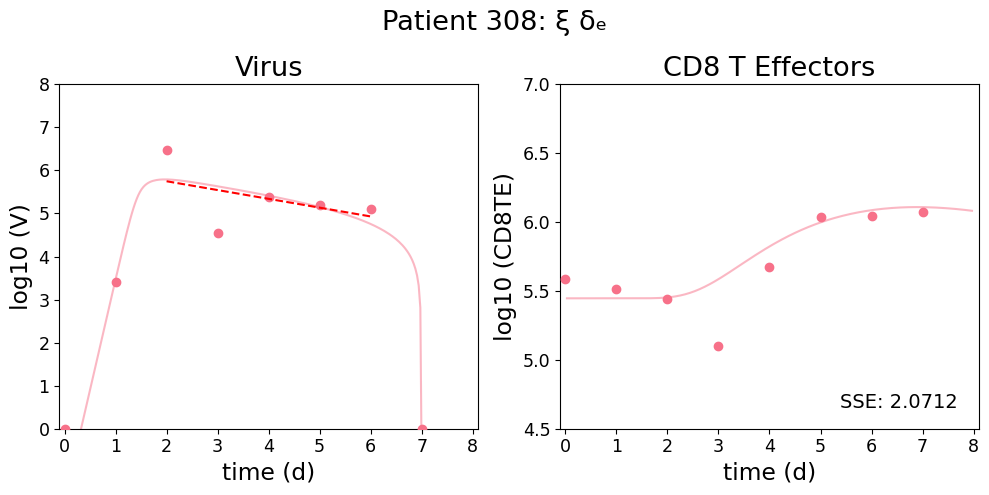 Patient 308: ξ δₑ
Virus
CD8 T Effectors
log10 (V)
8
7
6
5
4
3
2
1
0
0 1 2 3 4 5 6 7 8
time (d)
log10 (CD8TE)
7.0
6.5
6.0
5.5
5.0
4.5
SSE: 2.0712
0 1 2 3 4 5 6 7 8
time (d)